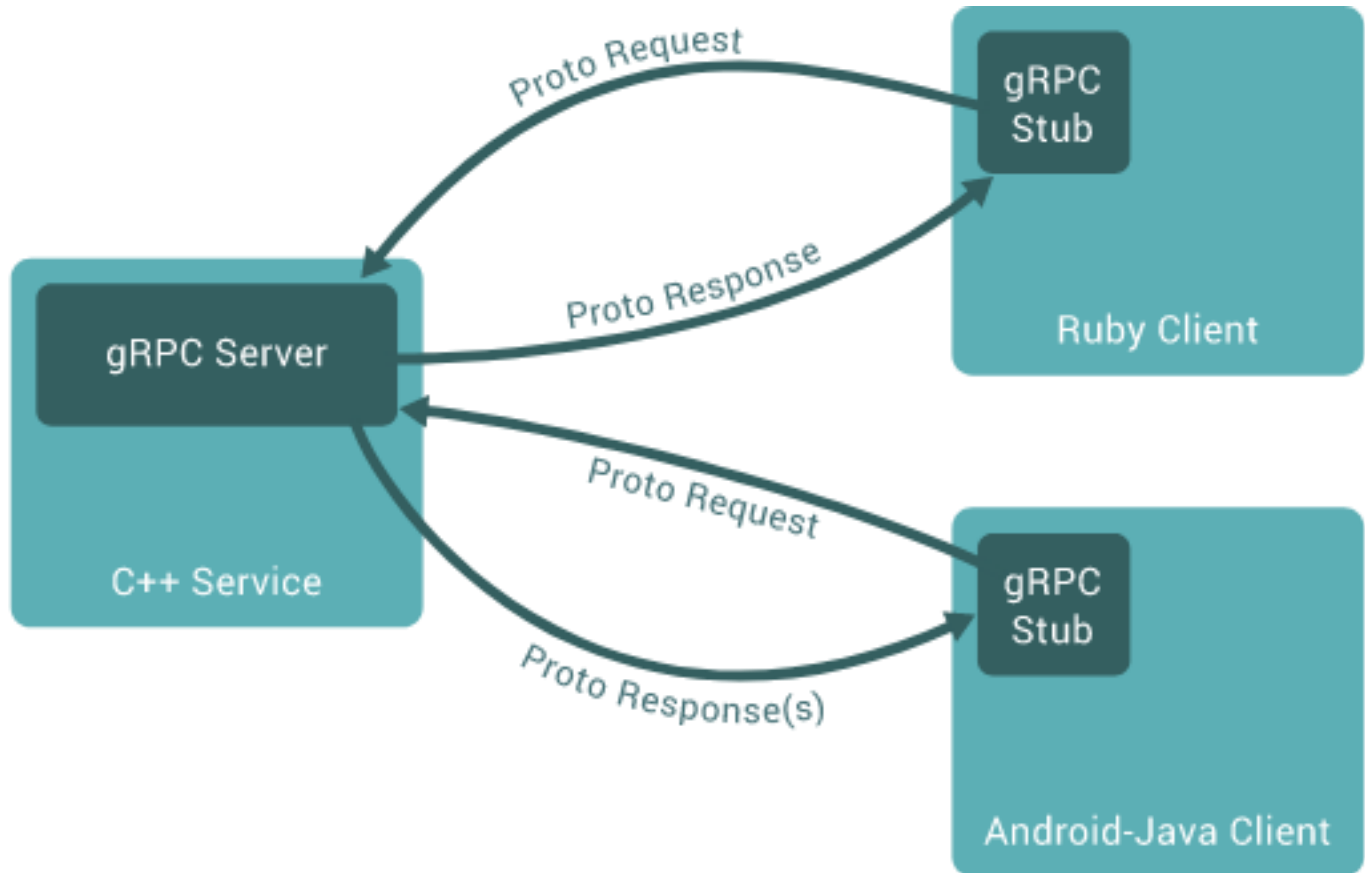 Proto Request
gRPC
Stub
Ruby Client
Proto Response
gRPC Server
C++ Service
Proto Request
Proto Response(s)
gRPC
Stub
Android-Java Client